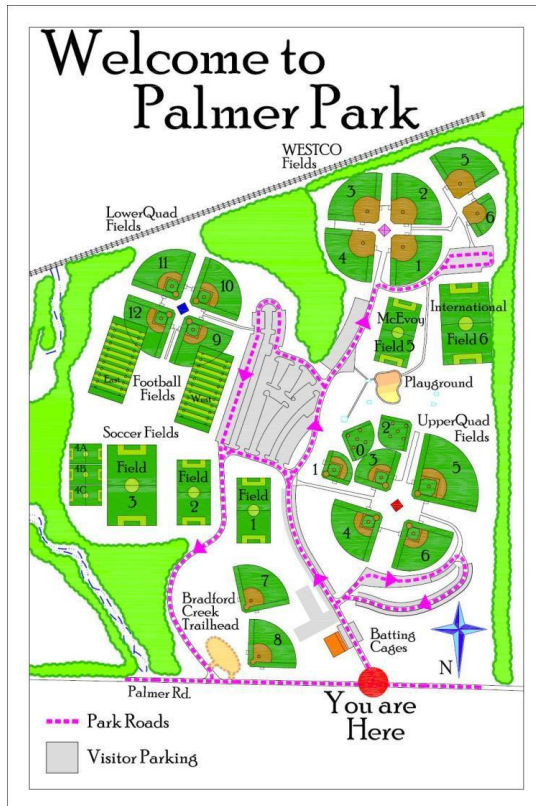 Welcome to
Palmer Park
WESTCO
Fields
5
3
2
6
LowerQuad
Fields
4
1
11
10
McEvoy
Field 5
International
Field 6
12
9
East
West
Football
Fields
Playground
Soccer Fields
UpperQuad
Fields
2
0
1
3
5
4A
4B
4C
Field
3
Field
2
Field
1
4
6
7
Bradford
Creek
Trailhead
8
Batting
Cages
N
Palmer Rd.
You are
Here
Park Roads
Visitor Parking